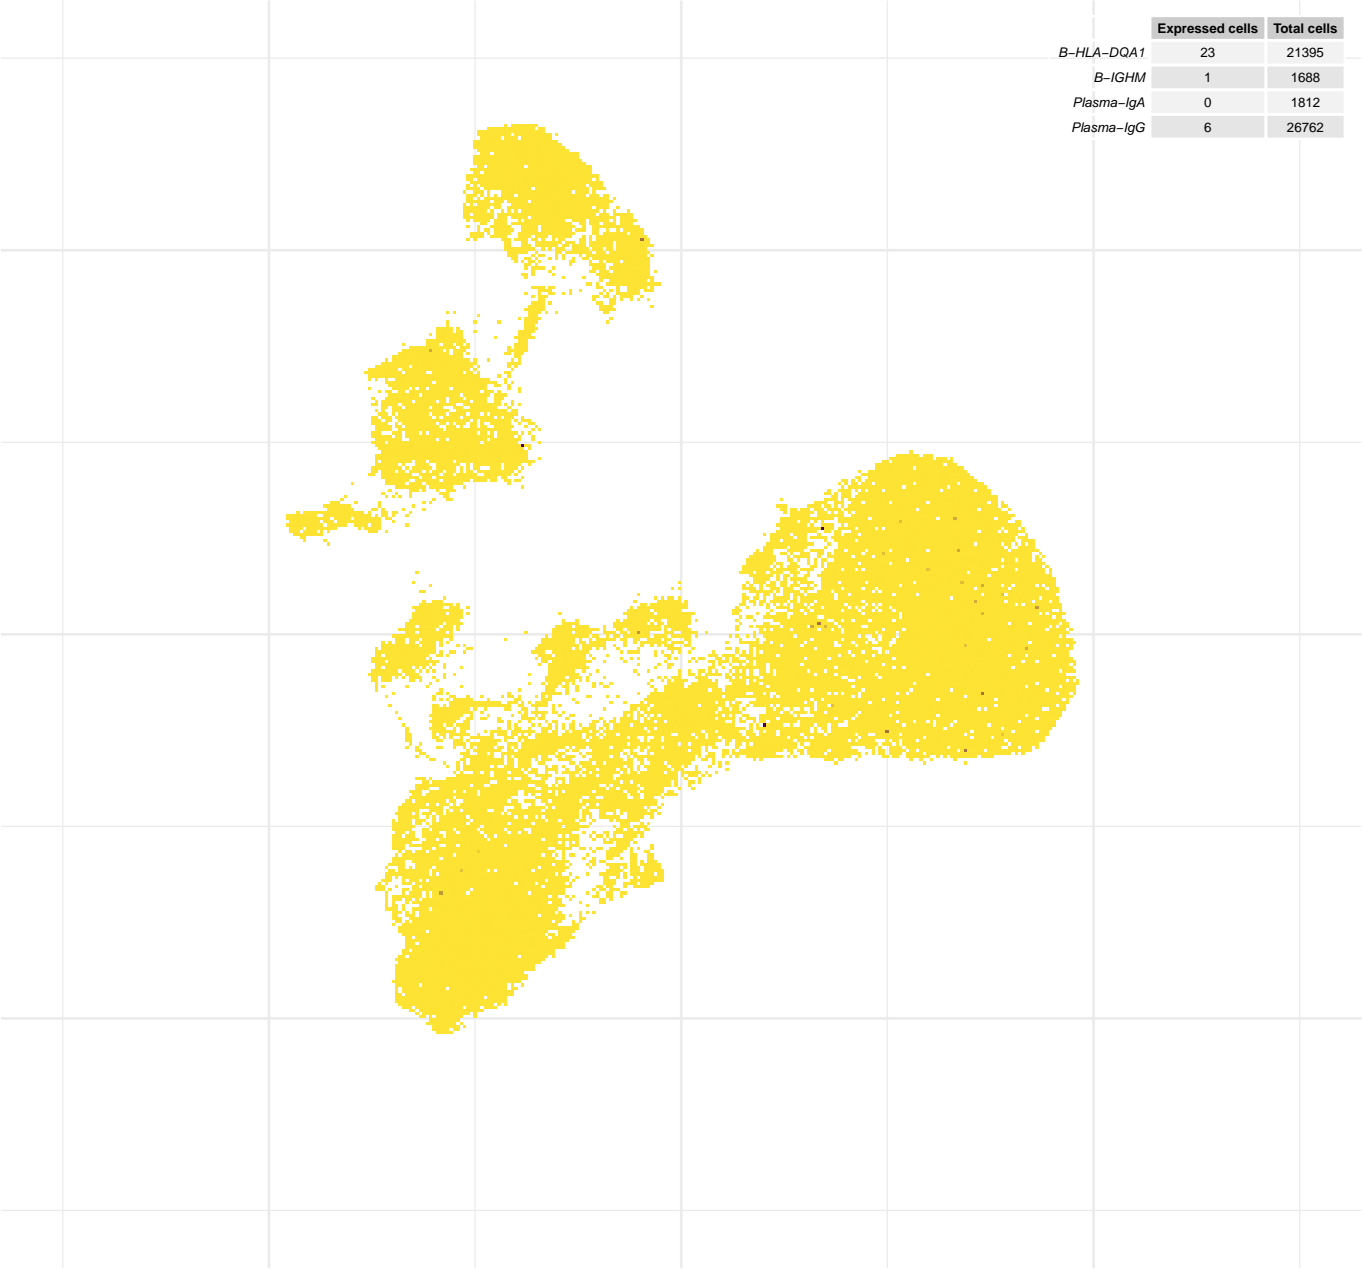 Expressed cells Total cells
B−HLA−DQA1 23 21395
B−IGHM 1 1688
Plasma−IgA 0 1812
Plasma−IgG 6 26762